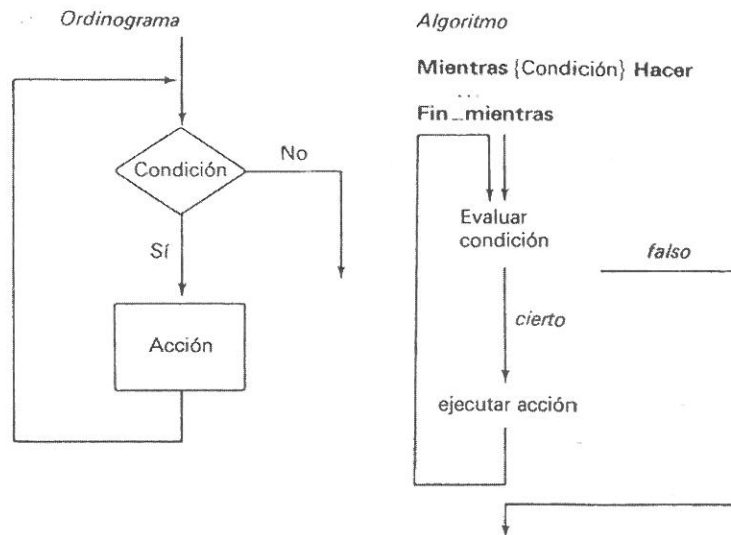 Ordinograma
Condición
No
Sí
Acción
Algoritmo
Mientras {Condición} Hacer
...
Fin_mientras
Evaluar
condición
falso
cierto
ejecutar acción